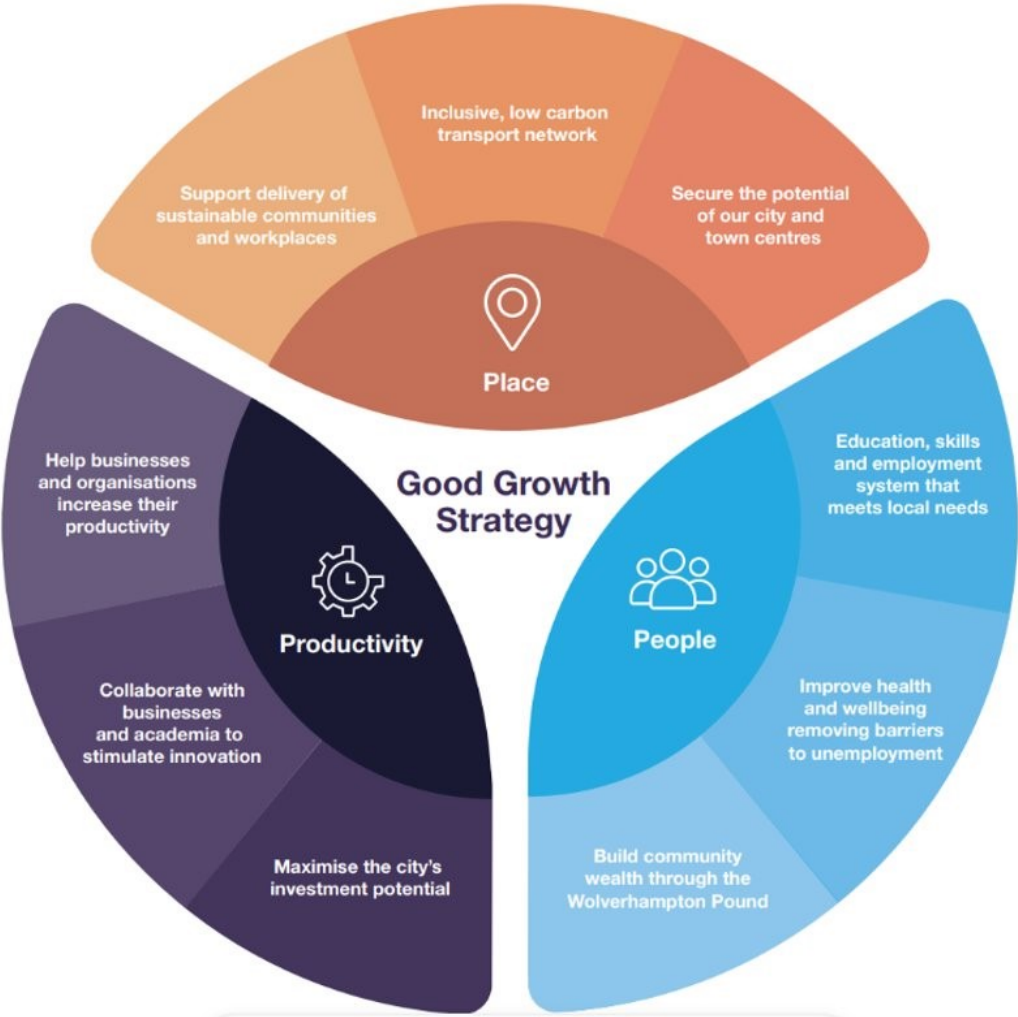 Inclusive, low carbon
transport network
Support delivery of
sustainable communities
and workplaces
Secure the potential
of our city and
town centres
Place
Good Growth
Strategy
Help businesses
and organisations
increase their
productivity
Productivity
Collaborate with
businesses
and academia to
stimulate innovation
Maximise the city's
investment potential
People
Education, skills
and employment
system that
meets local needs
Improve health
and wellbeing
removing barriers
to unemployment
Build community
wealth through the
Wolverhampton Pound